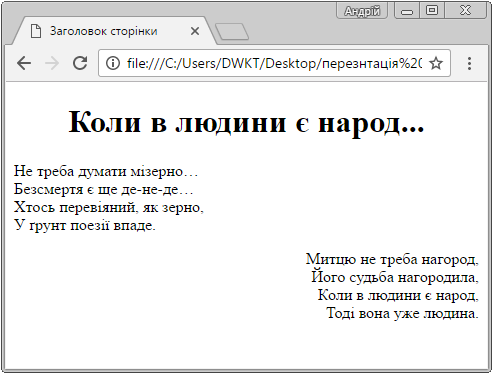 Андрій
Заголовок сторінки
file:///C:/Users/DWKT/Desktop/перезнтація%20
Коли в людини є народ...
Не треба думати мізерно…
Безсмертя є ще де-не-де…
Хтось перевіяний, як зерно,
У грунт поезії впаде.
Митцю не треба нагород,
Його судьба нагородила,
Коли в людини є народ,
Тоді вона уже людина.